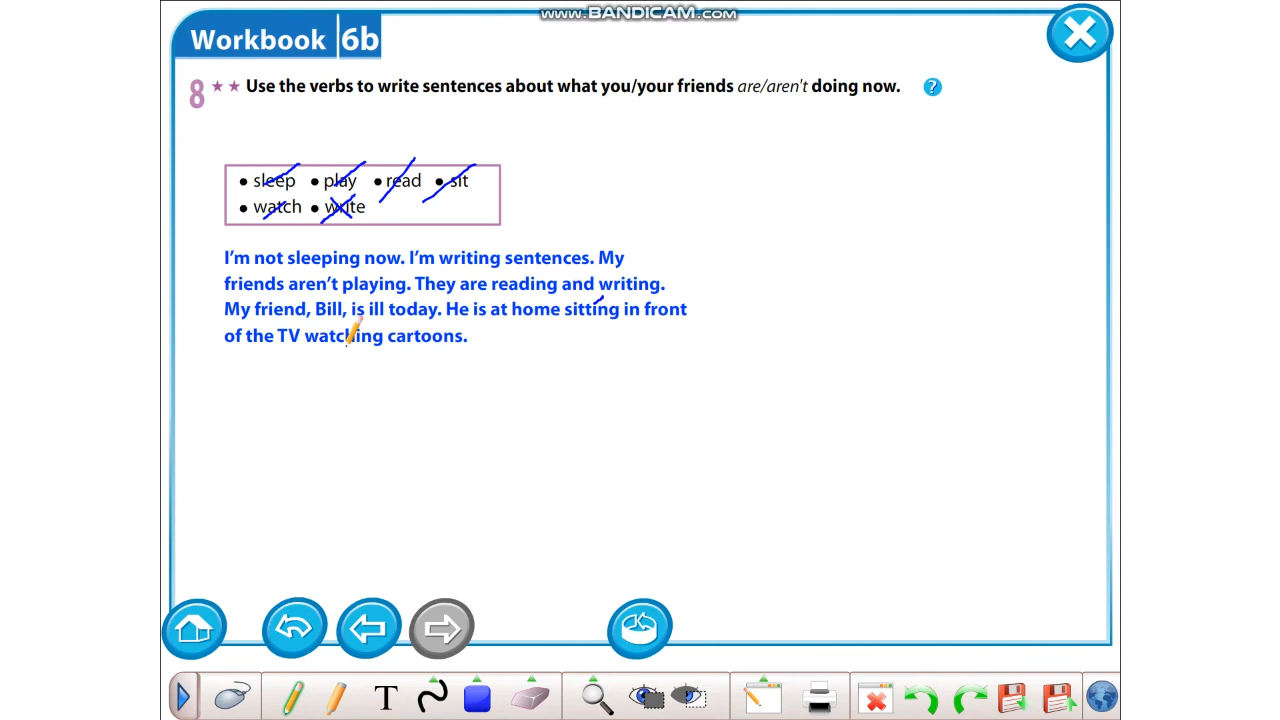 www.BANDICAM.com
Workbook 6b
8 ★ ★ Use the verbs to write sentences about what you/your friends are/aren't doing now. ?
• sleep • play • read • sit
• watch • write
I'm not sleeping now. I'm writing sentences. My
friends aren't playing. They are reading and writing.
My friend, Bill, is ill today. He is at home sitting in front
of the TV watching cartoons.
T